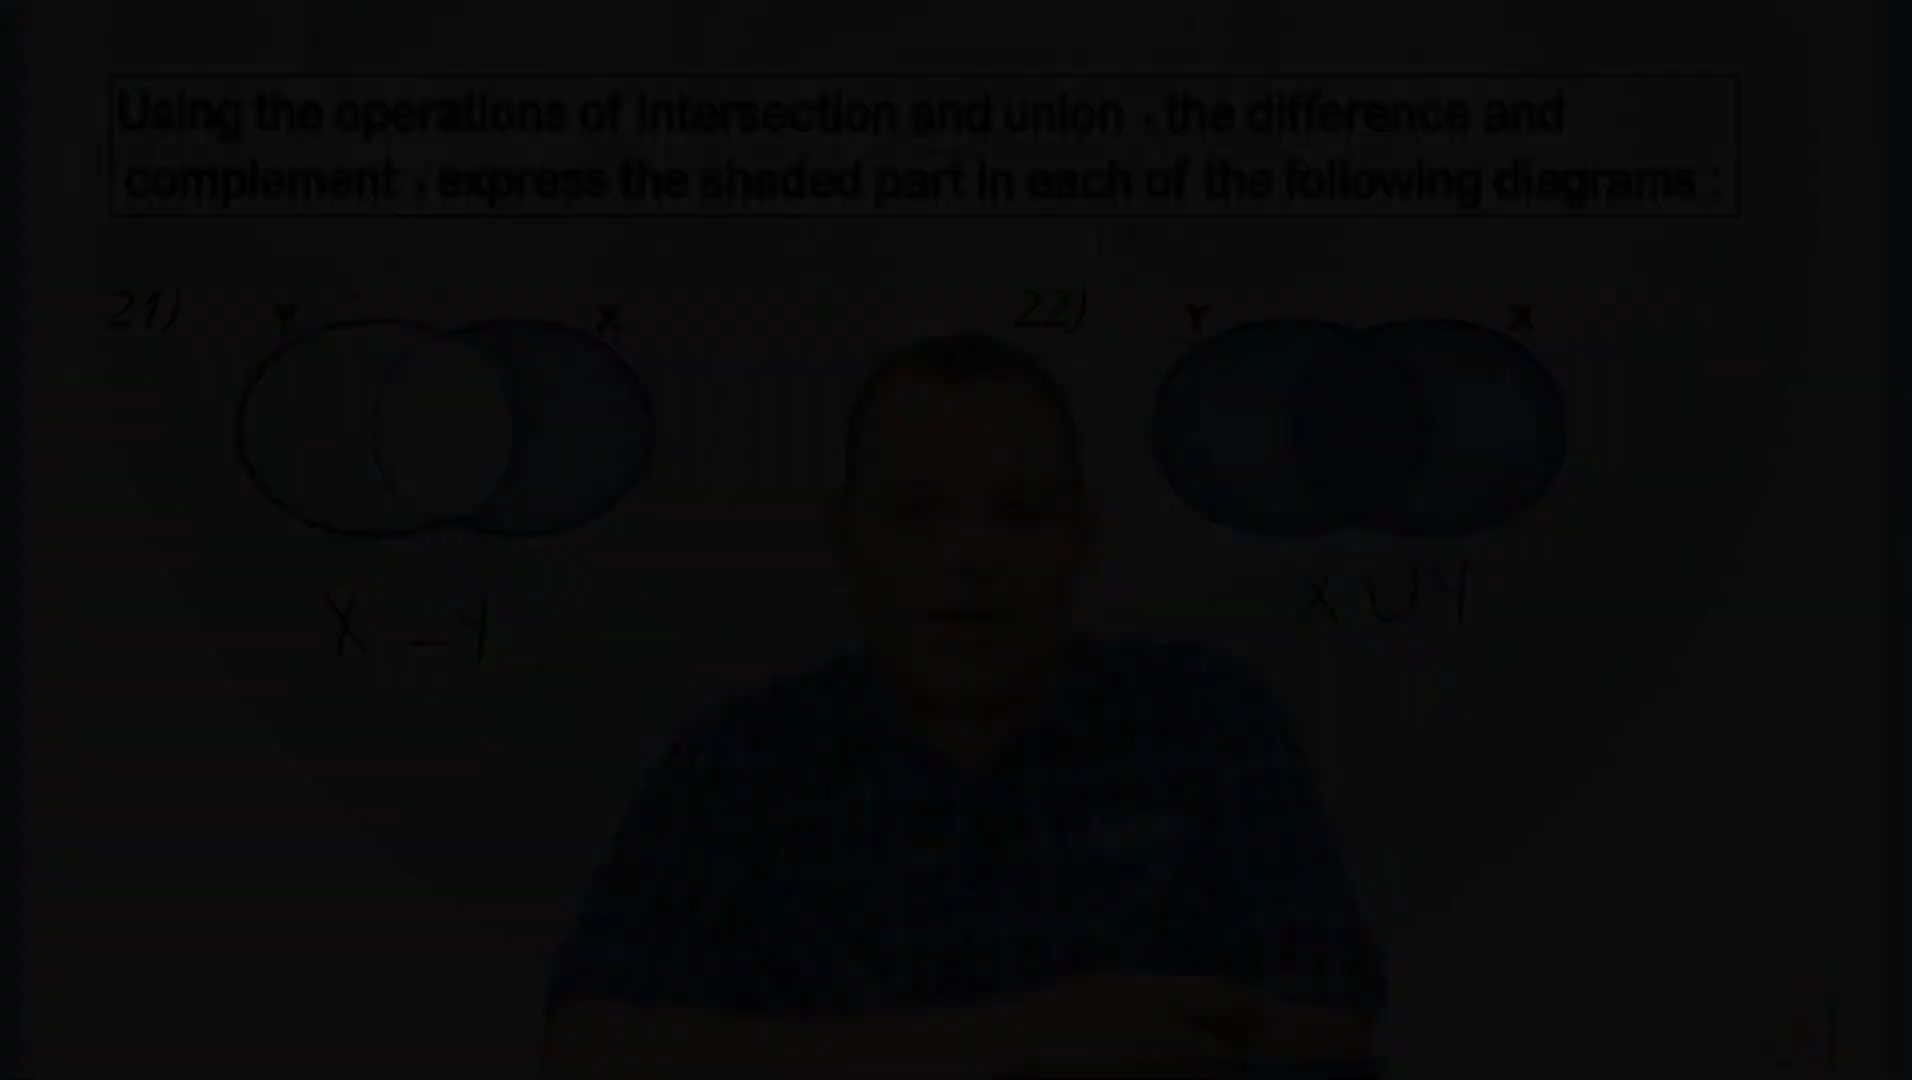 Using the operations of intersection and union , the difference and
complement , express the shaded part in each of the following diagrams :
21)
Y X
X - Y
22)
Y X
X ∪ Y